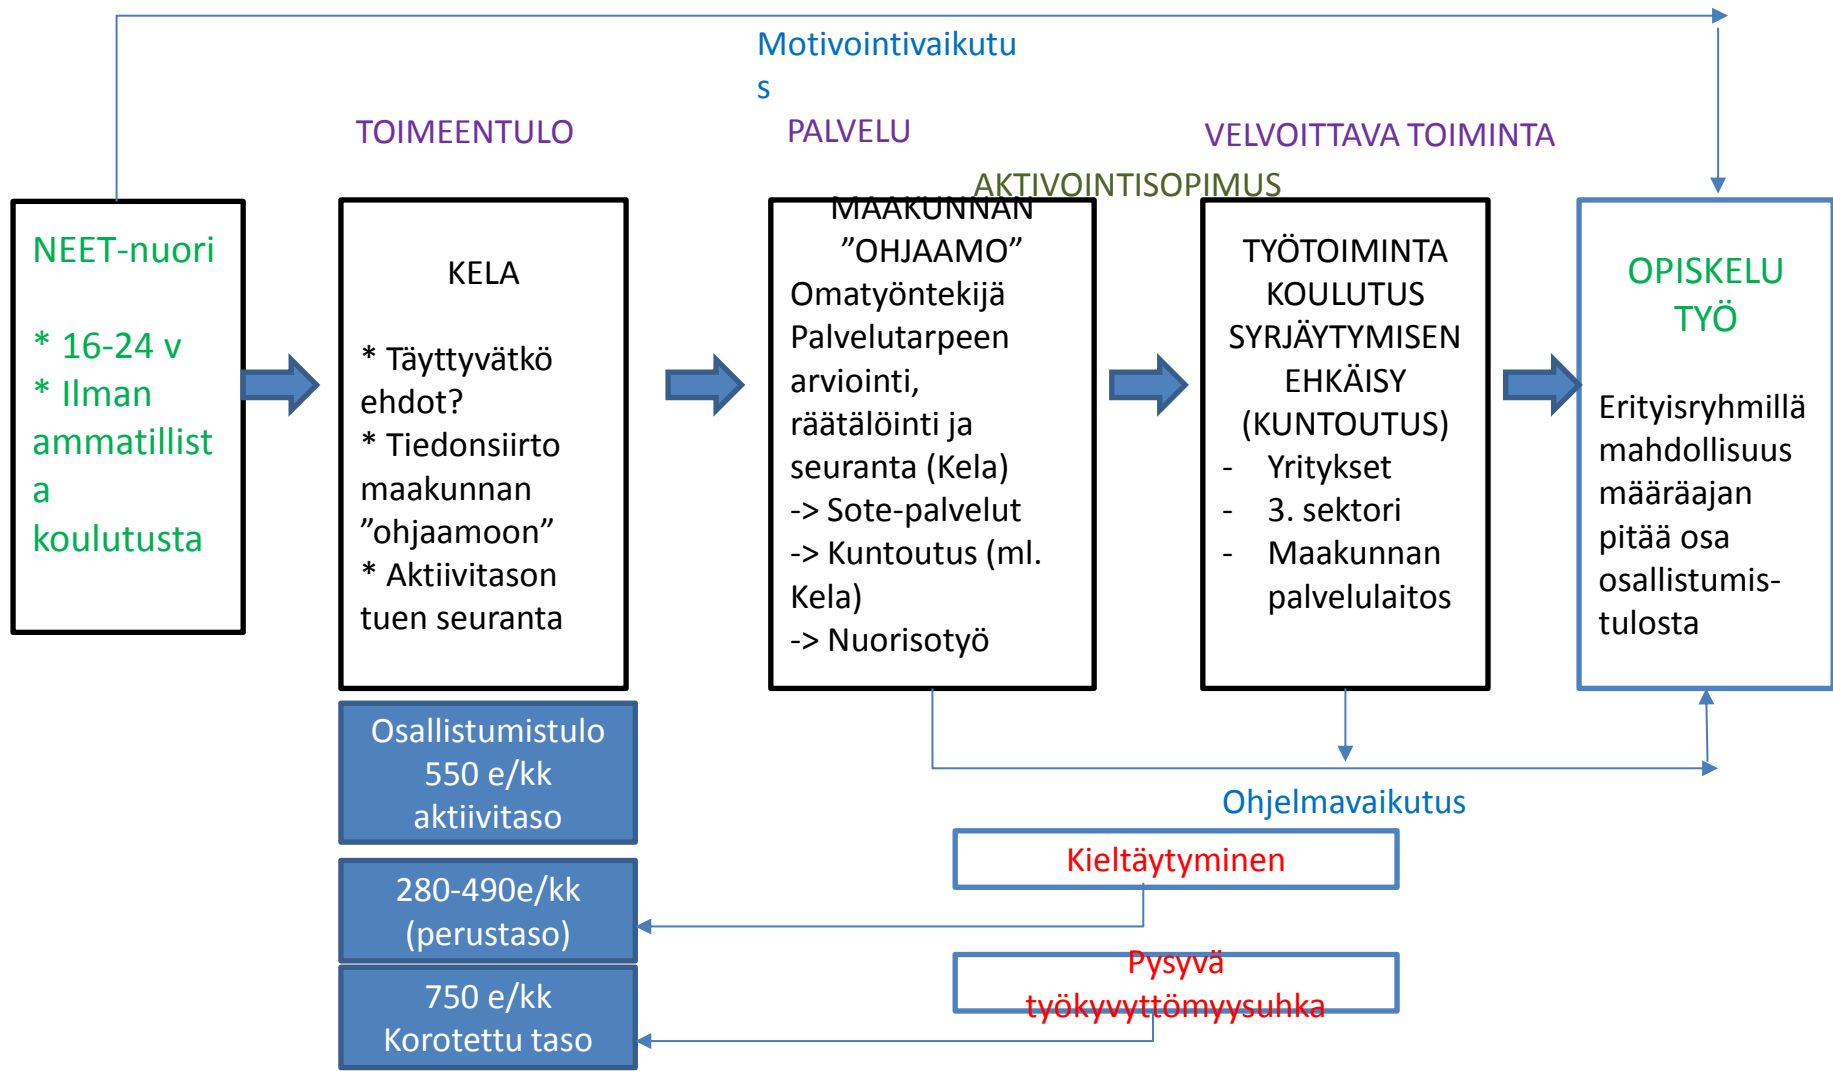 Motivointivaikutu
s
TOIMEENTULO
PALVELU
VELVOITTAVA TOIMINTA
AKTIVOINTISOPIMUS
NEET-nuori
* 16-24 v
* Ilman
ammatillist
a
koulutusta
KELA
* Täyttyvätkö
ehdot?
* Tiedonsiirto
maakunnan
”ohjaamoon”
* Aktiivitason
tuen seuranta
MAAKUNNAN
”OHJAAMO”
Omatyöntekijä
Palvelutarpeen
arviointi,
räätälöinti ja
seuranta (Kela)
-> Sote-palvelut
-> Kuntoutus (ml.
Kela)
-> Nuorisotyö
TYÖTOIMINTA
KOULUTUS
SYRJÄYTYMISEN
EHKÄISY
(KUNTOUTUS)
- Yritykset
- 3. sektori
- Maakunnan
palvelulaitos
OPISKELU
TYÖ
Erityisryhmillä
mahdollisuus
määräajan
pitää osa
osallistumis-
tulosta
Osallistumistulo
550 e/kk
aktiivitaso
280-490e/kk
(perustaso)
750 e/kk
Korotettu taso
Ohjelmavaikutus
Kieltäytyminen
Pysyvä
työkyvyttömyysuhka